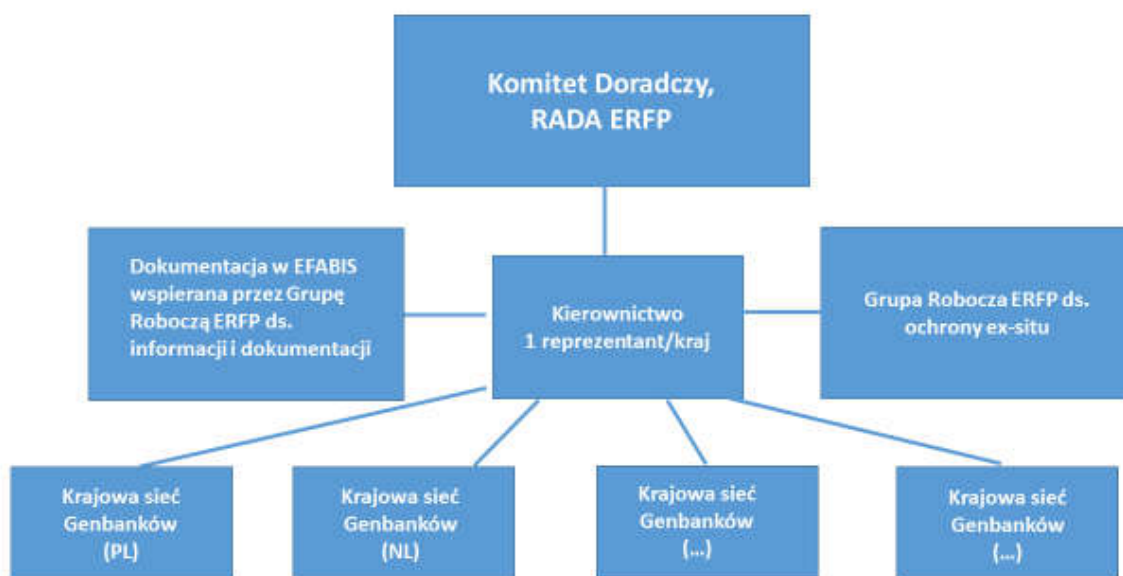 Komitet Doradczy,
RADA ERFP
Dokumentacja w EFABIS
wspierana przez Grupę
Roboczą ERFP ds.
informacji i dokumentacji
Kierownictwo
1 reprezentant/kraj
Grupa Robocza ERFP ds.
ochrony ex-situ
Krajowa sieć
Genbanków
(PL)
Krajowa sieć
Genbanków
(NL)
Krajowa sieć
Genbanków
(...)
Krajowa sieć
Genbanków
(...)